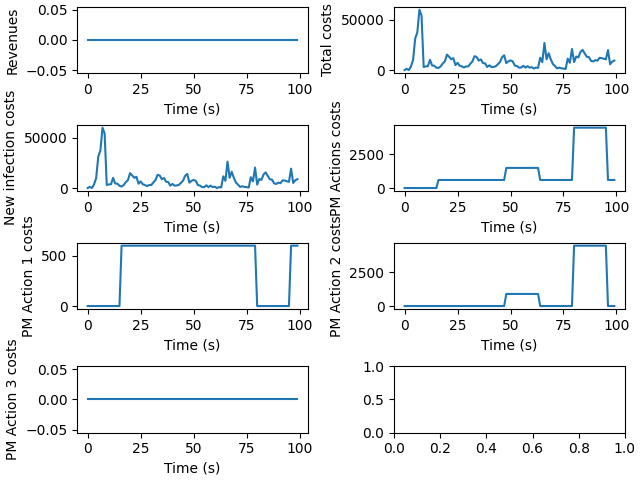 Revenues
0.05
0.00
−0.05
0 25 50 75 100
Time (s)
Total costs
50000
0
0 25 50 75 100
Time (s)
New infection costs
50000
0
0 25 50 75 100
Time (s)
PM Actions costs
2500
0
0 25 50 75 100
Time (s)
PM Action 1 costs
500
0
0 25 50 75 100
Time (s)
PM Action 2 costs
2500
0
0 25 50 75 100
Time (s)
PM Action 3 costs
0.05
0.00
−0.05
0 25 50 75 100
Time (s)
1.0
0.5
0.0
0.0 0.2 0.4 0.6 0.8 1.0